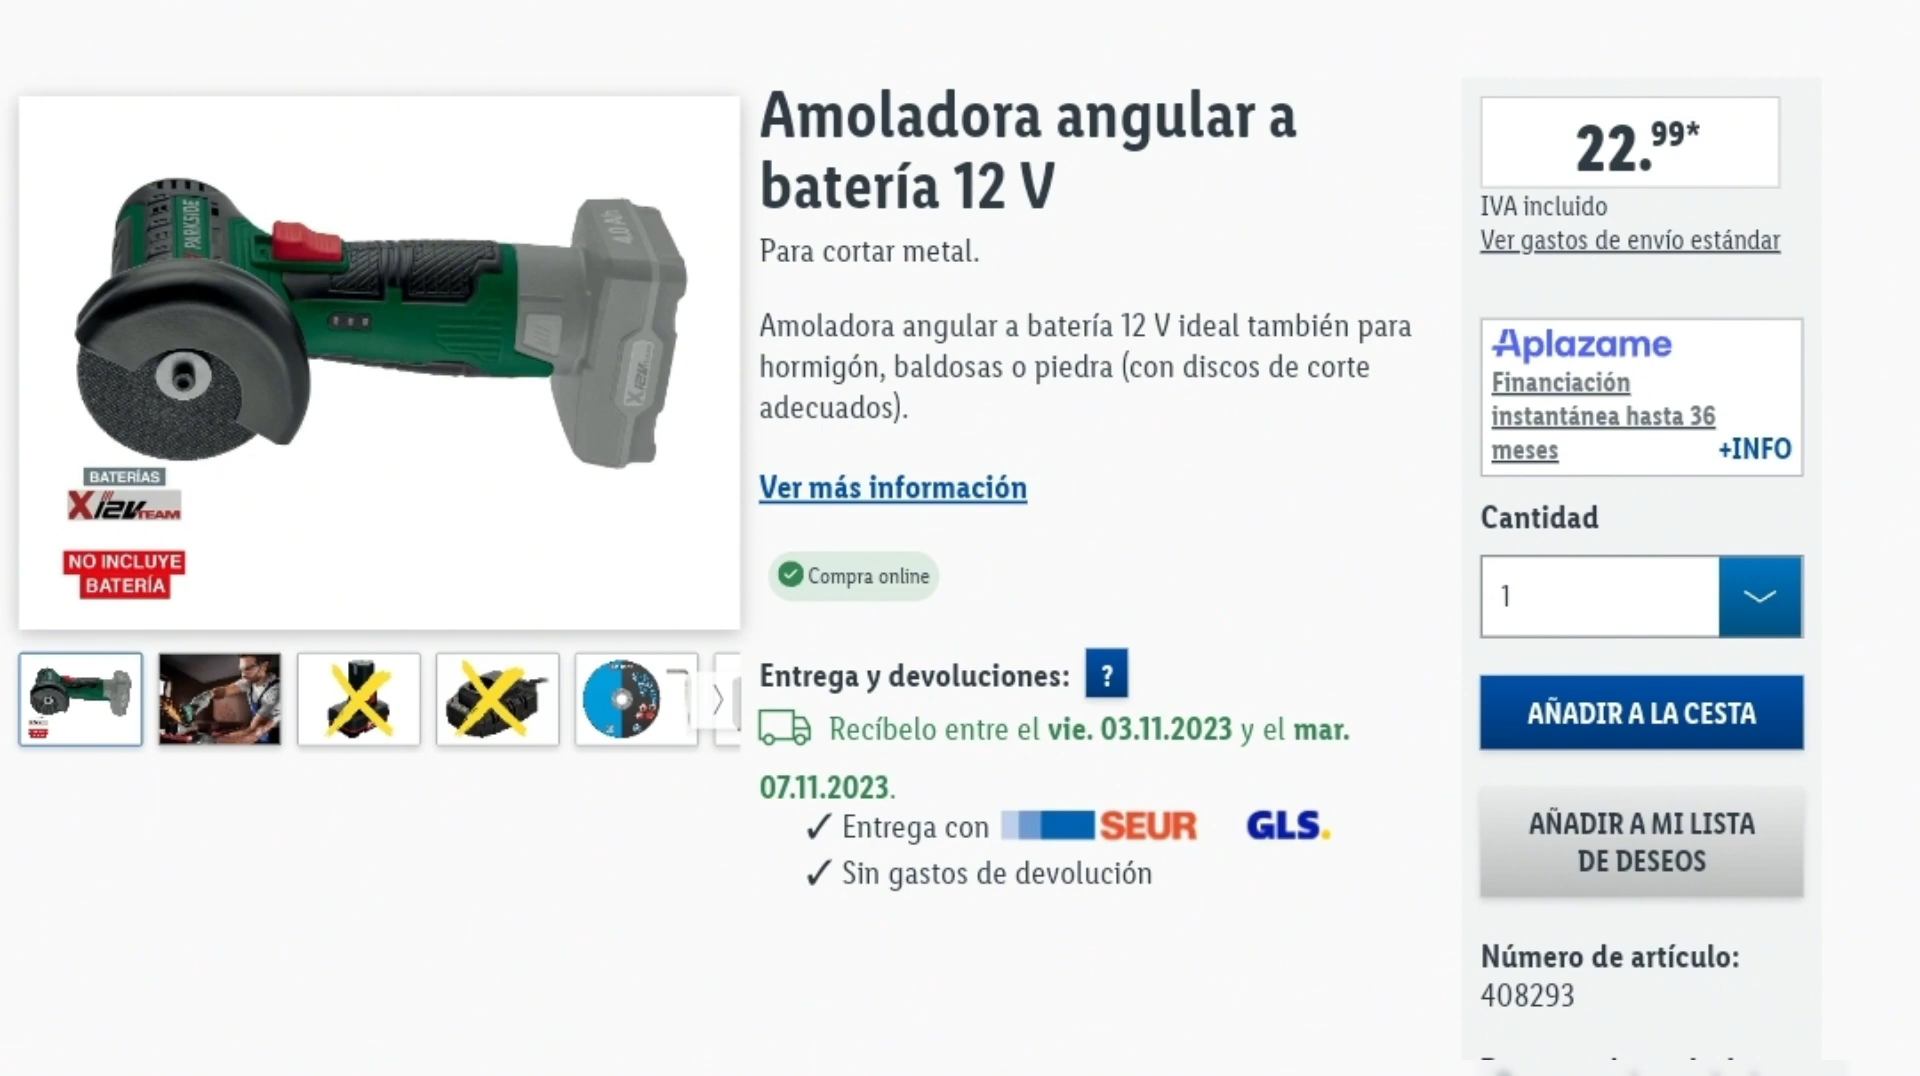 PARKSIDE
4.0 Ah
X12V
BATERÍAS
X12V TEAM
NO INCLUYE
BATERÍA
Amoladora angular a
batería 12 V
Para cortar metal.
Amoladora angular a batería 12 V ideal también para
hormigón, baldosas o piedra (con discos de corte
adecuados).
Ver más información
Compra online
Entrega y devoluciones: ?
Recíbelo entre el vie. 03.11.2023 y el mar.
07.11.2023.
✓ Entrega con SEUR GLS.
✓ Sin gastos de devolución
22.99*
IVA incluido
Ver gastos de envío estándar
Aplazame
Financiación
instantánea hasta 36
meses +INFO
Cantidad
1
AÑADIR A LA CESTA
AÑADIR A MI LISTA
DE DESEOS
Número de artículo:
408293